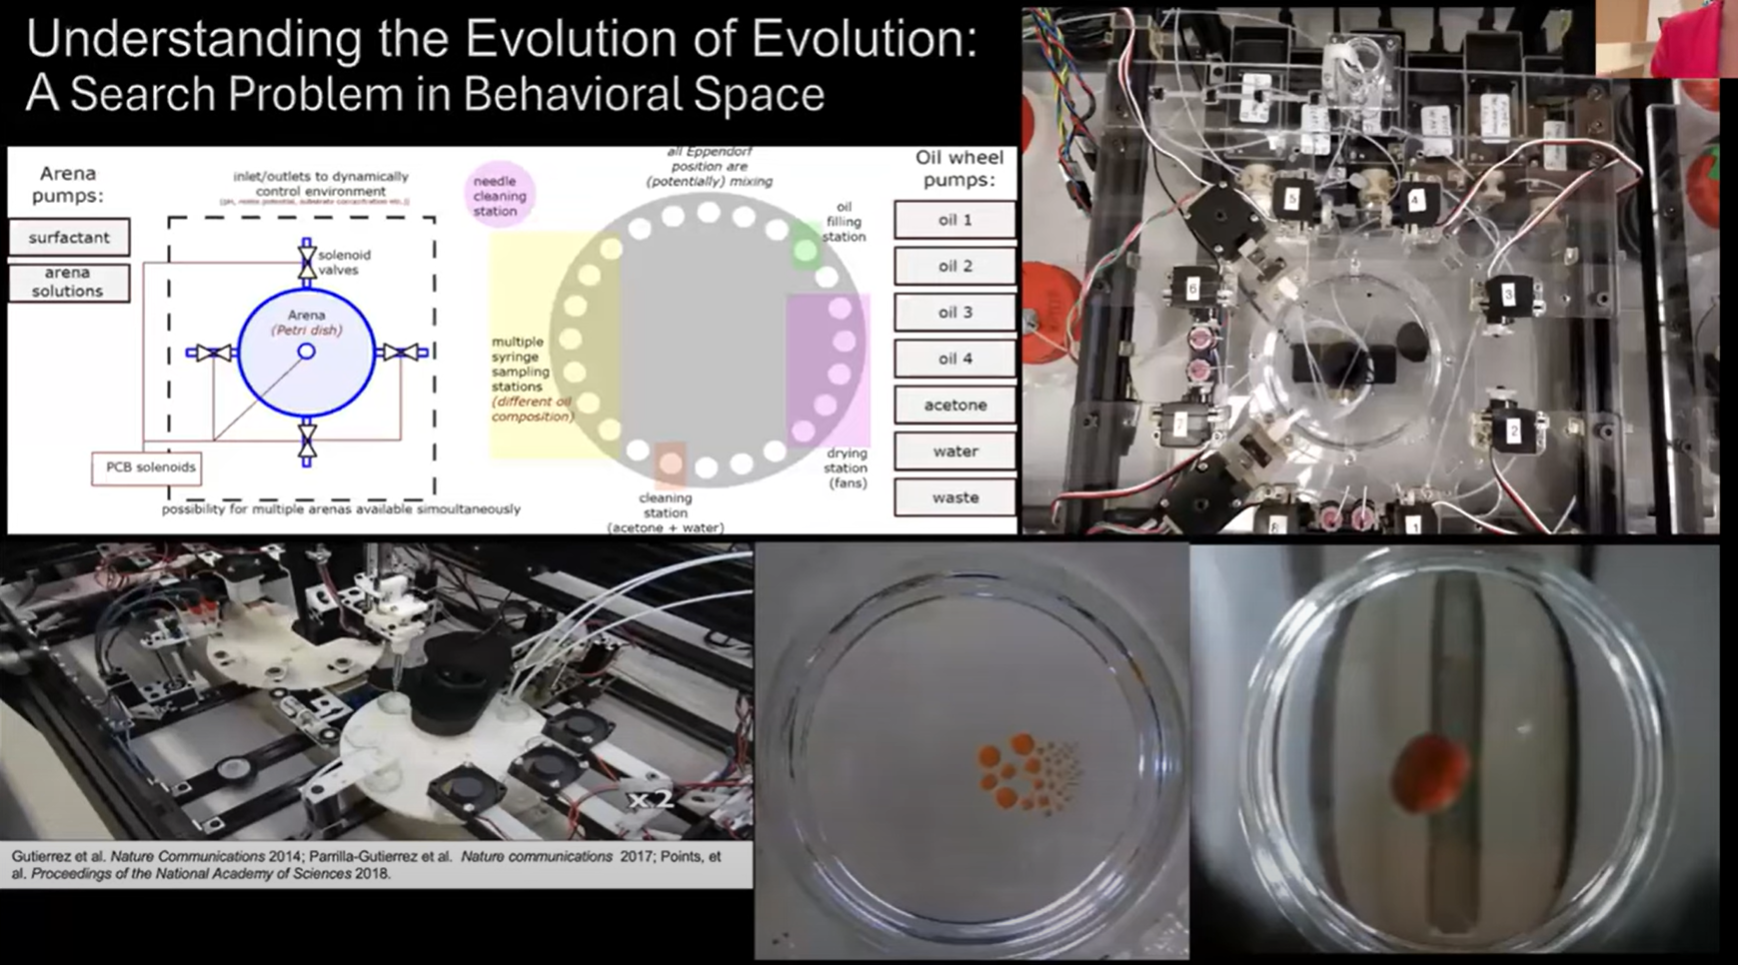 Understanding the Evolution of Evolution:
A Search Problem in Behavioral Space
Arena
pumps:
surfactant
arena
solutions
inlet/outlets to dynamically
control environment
solenoid
valves
Arena
(Petri dish)
PCB solenoids
possibility for multiple arenas available simoultaneously
needle
cleaning
station
all Eppendorf
position are
(potentially) mixing
oil
filling
station
multiple
syringe
sampling
stations
(different oil
composition)
drying
station
(fans)
cleaning
station
(acetone + water)
Oil wheel
pumps:
oil 1
oil 2
oil 3
oil 4
acetone
water
waste
5
4
6
3
7
2
8
1
x2
Gutierrez et al. Nature Communications 2014; Parrilla-Gutierrez et al. Nature communications 2017; Points, et
al. Proceedings of the National Academy of Sciences 2018.